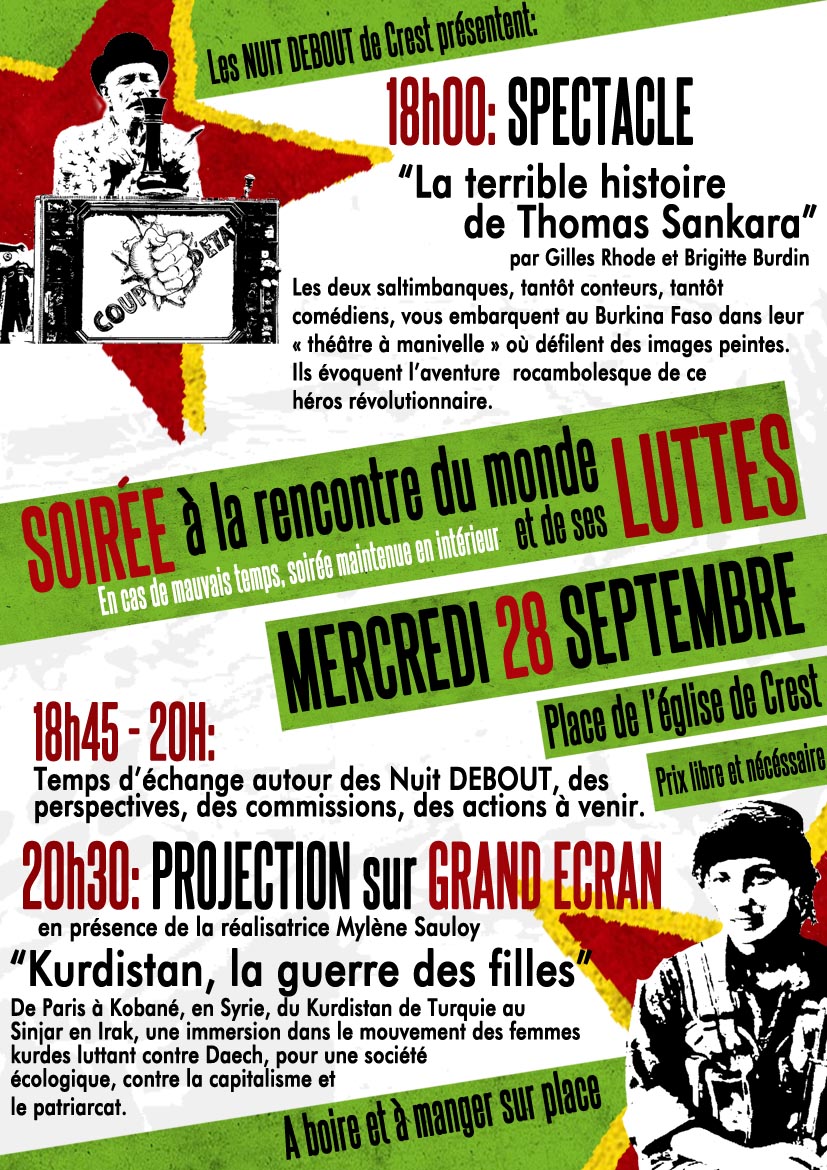 Les NUIT DEBOUT de Crest présentent:
18h00: SPECTACLE
“La terrible histoire
de Thomas Sankara”
par Gilles Rhode et Brigitte Burdin
COUP D'ETAT
Les deux saltimbanques, tantôt conteurs, tantôt
comédiens, vous embarquent au Burkina Faso dans leur
« théâtre à manivelle » où défilent des images peintes.
Ils évoquent l’aventure rocambolesque de ce
héros révolutionnaire.
SOIRÉE à la rencontre du monde
et de ses LUTTES
En cas de mauvais temps, soirée maintenue en intérieur
MERCREDI 28 SEPTEMBRE
Place de l’église de Crest
Prix libre et nécéssaire
18h45 - 20H:
Temps d’échange autour des Nuit DEBOUT, des
perspectives, des commissions, des actions à venir.
20h30: PROJECTION sur GRAND ECRAN
en présence de la réalisatrice Mylène Sauloy
“Kurdistan, la guerre des filles”
De Paris à Kobané, en Syrie, du Kurdistan de Turquie au
Sinjar en Irak, une immersion dans le mouvement des femmes
kurdes luttant contre Daech, pour une société
écologique, contre la capitalisme et
le patriarcat.
A boire et à manger sur place